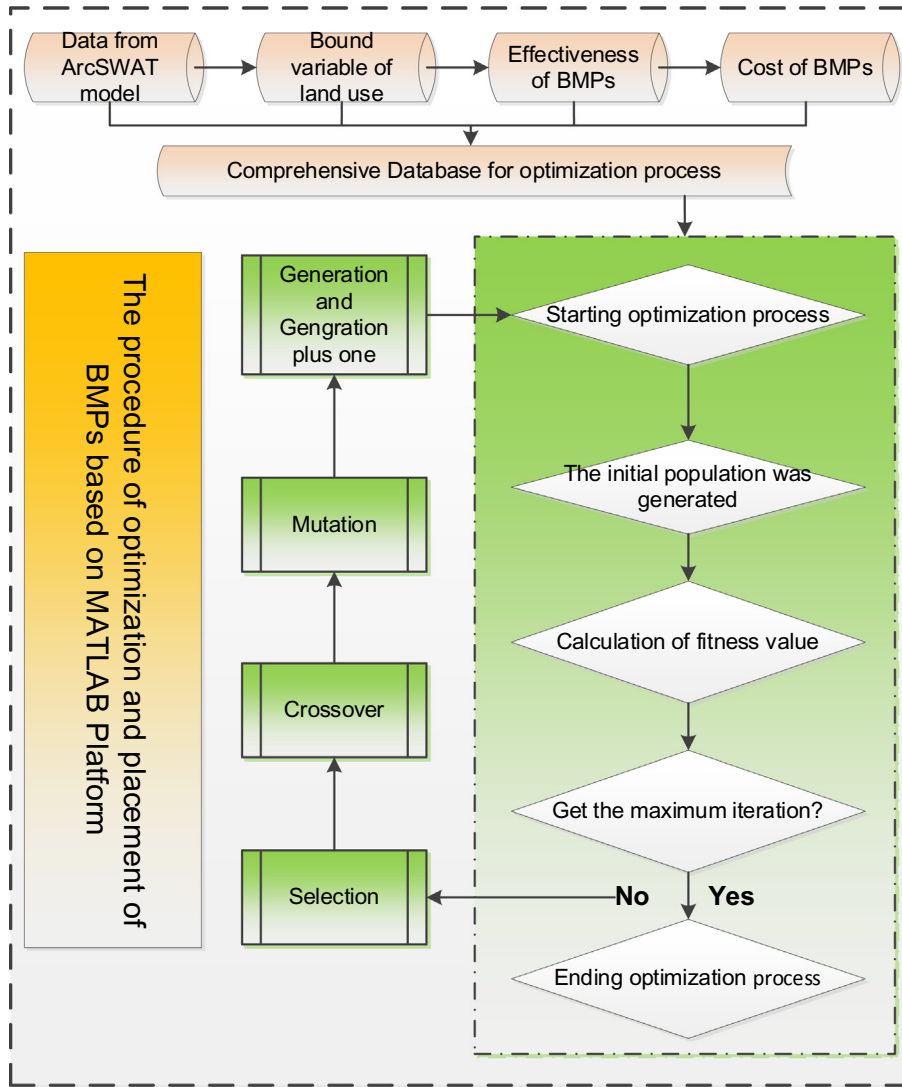 Data from
ArcSWAT
model
Bound
variable of
land use
Effectiveness
of BMPs
Cost of BMPs
Comprehensive Database for optimization process
The procedure of optimization and placement of
BMPs based on MATLAB Platform
Generation
and
Gengration
plus one
Starting optimization process
The initial population was
generated
Mutation
Calculation of fitness value
Crossover
Get the maximum iteration?
Selection
No
Yes
Ending optimization process